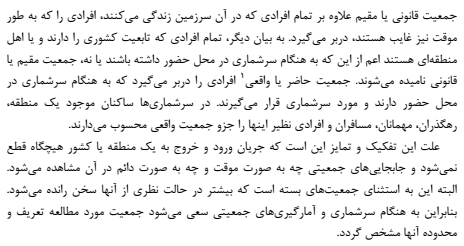 جمعیت قانونی یا مقیم علاوه بر تمام افرادی که در آن سرزمین زندگی می‌کنند، افرادی را که به طور
موقت نیز غایب هستند، دربر می‌گیرد. به بیان دیگر، تمام افرادی که تابعیت کشوری را دارند و یا اهل
منطقه‌ای هستند اعم از این که به هنگام سرشماری در محل حضور داشته باشند یا نه، جمعیت مقیم یا
قانونی نامیده می‌شوند. جمعیت حاضر یا واقعی۱ افرادی را دربر می‌گیرد که به هنگام سرشماری در
محل حضور دارند و مورد سرشماری قرار می‌گیرند. در سرشماری‌ها ساکنان موجود یک منطقه،
رهگذران، مهمانان، مسافران و افرادی نظیر اینها را جزو جمعیت واقعی محسوب می‌دارند.
علت این تفکیک و تمایز این است که جریان ورود و خروج به یک منطقه یا کشور هیچگاه قطع
نمی‌شود و جابجایی‌های جمعیتی چه به صورت موقت و چه به صورت دائم در آن مشاهده می‌شود.
البته این به استثنای جمعیت‌های بسته است که بیشتر در حالت نظری از آنها سخن رانده می‌شود.
بنابراین به هنگام سرشماری و آمارگیری‌های جمعیتی سعی می‌شود جمعیت مورد مطالعه تعریف و
محدوده آنها مشخص گردد.